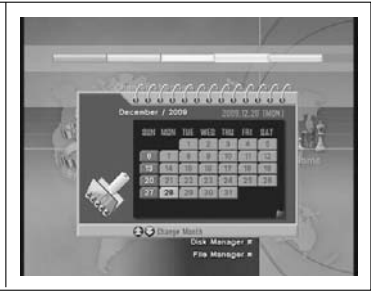 December / 2009 2009.12.28 (MON)
SUN MON TUE WED THU FRI SAT
1 2 3 4 5
6 7 8 9 10 11 12
13 14 15 16 17 18 19
20 21 22 23 24 25 26
27 28 29 30 31
Home
Change Month
Disk Manager
File Manager